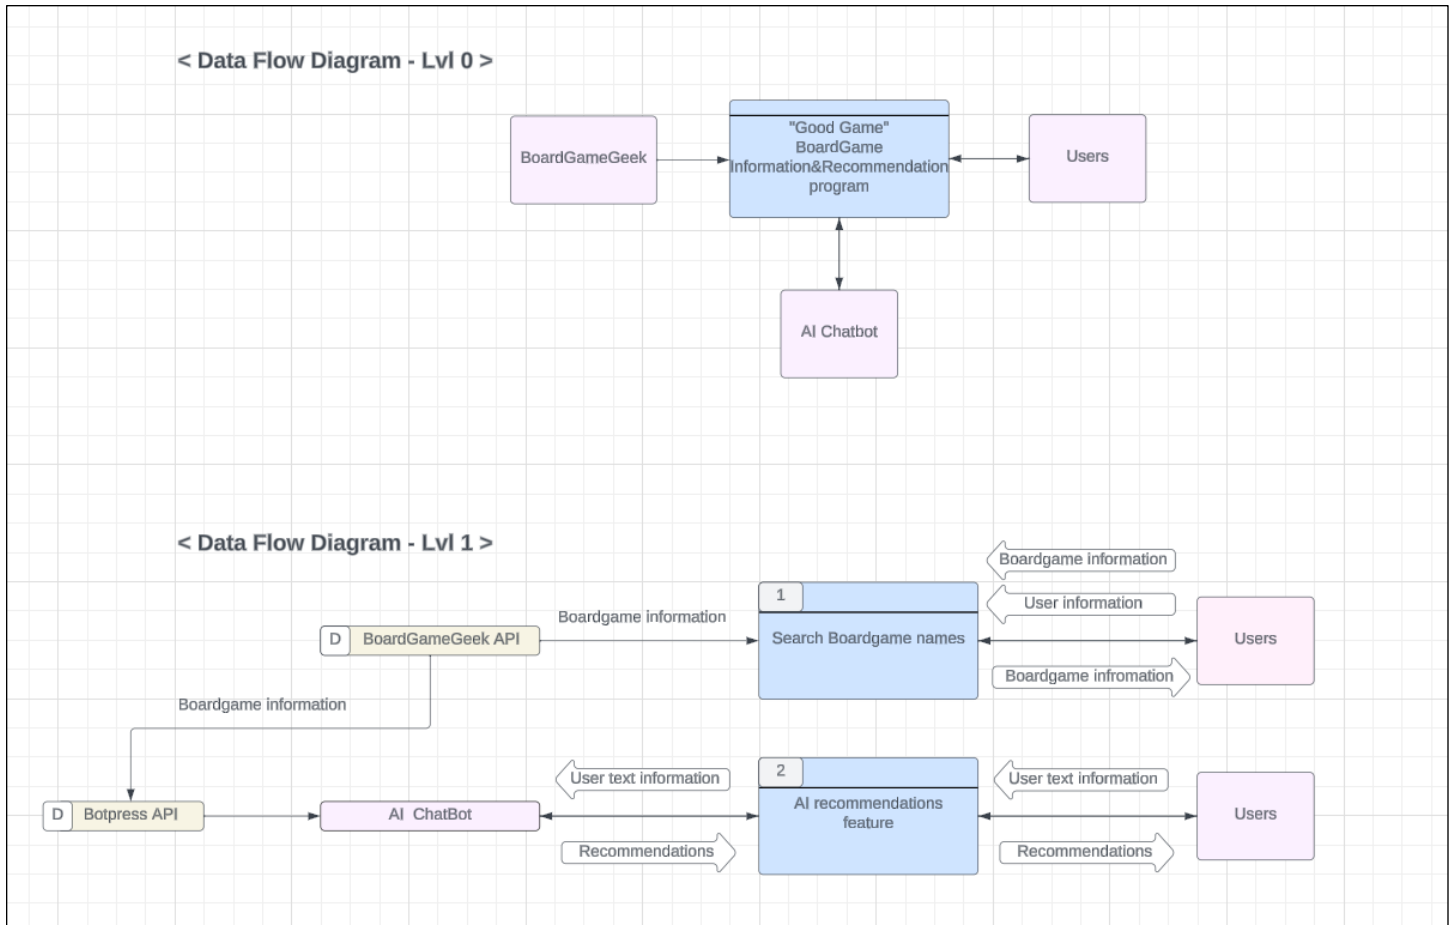 < Data Flow Diagram - Lvl 0 >
BoardGameGeek
"Good Game"
BoardGame
Information&Recommendation
program
Users
AI Chatbot
< Data Flow Diagram - Lvl 1 >
Boardgame information
1
User information
Boardgame information
D
BoardGameGeek API
Search Boardgame names
Users
Boardgame infromation
Boardgame information
2
User text information
User text information
D
Botpress API
AI ChatBot
AI recommendations
feature
Users
Recommendations
Recommendations